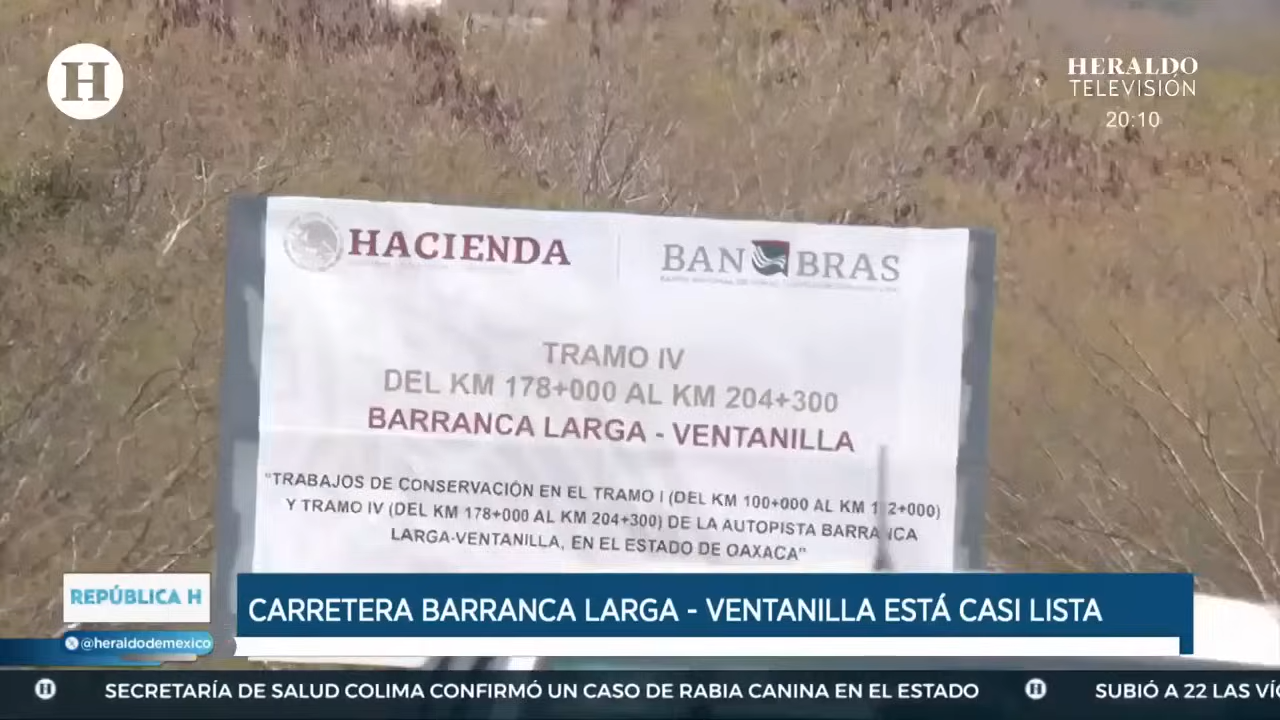 H
HERALDO
TELEVISIÓN
20:10
HACIENDA
BANOBRAS
TRAMO IV
DEL KM 178+000 AL KM 204+300
BARRANCA LARGA - VENTANILLA
"TRABAJOS DE CONSERVACIÓN EN EL TRAMO I (DEL KM 100+000 AL KM 1 2+000)
Y TRAMO IV (DEL KM 178+000 AL KM 204+300) DE LA AUTOPISTA BARRANCA
LARGA-VENTANILLA, EN EL ESTADO DE OAXACA"
REPÚBLICA H
CARRETERA BARRANCA LARGA - VENTANILLA ESTÁ CASI LISTA
@heraldodemexico
SECRETARÍA DE SALUD COLIMA CONFIRMÓ UN CASO DE RABIA CANINA EN EL ESTADO
SUBIÓ A 22 LAS VÍC